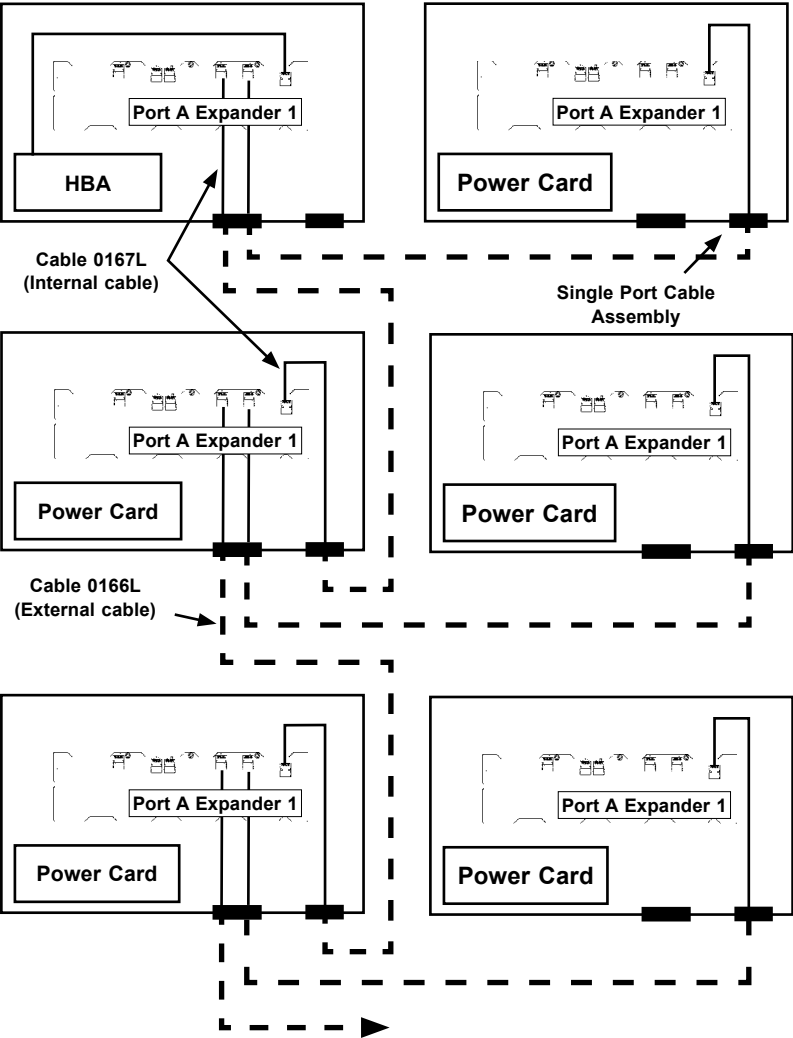 Port A Expander 1
HBA
Port A Expander 1
Power Card
Cable 0167L
(Internal cable)
Single Port Cable
Assembly
Port A Expander 1
Power Card
Port A Expander 1
Power Card
Cable 0166L
(External cable)
Port A Expander 1
Power Card
Port A Expander 1
Power Card